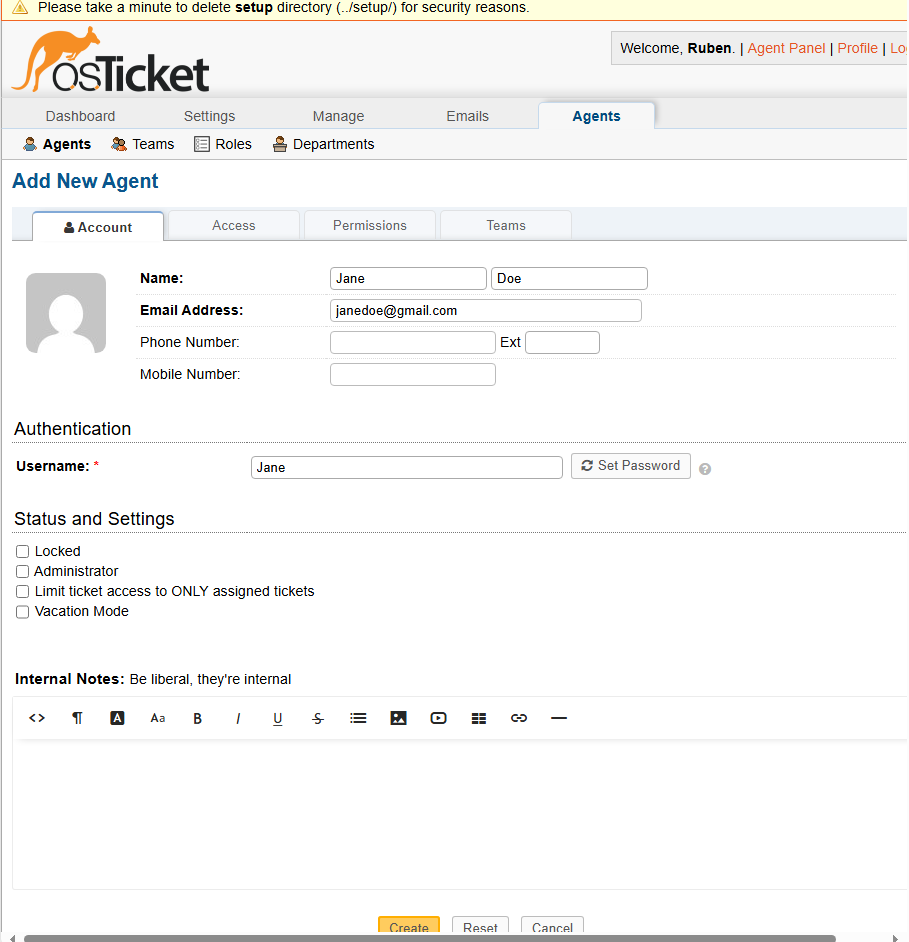 Please take a minute to delete setup directory (../setup/) for security reasons.
osTicket
Welcome, Ruben. | Agent Panel | Profile | Lo
Dashboard Settings Manage Emails Agents
Agents Teams Roles Departments
Add New Agent
Account Access Permissions Teams
Name: Jane Doe
Email Address: janedoe@gmail.com
Phone Number: Ext
Mobile Number:
Authentication
Username: * Jane Set Password ?
Status and Settings
Locked
Administrator
Limit ticket access to ONLY assigned tickets
Vacation Mode
Internal Notes: Be liberal, they're internal
<> ¶ A Aa B I U S
Create Reset Cancel